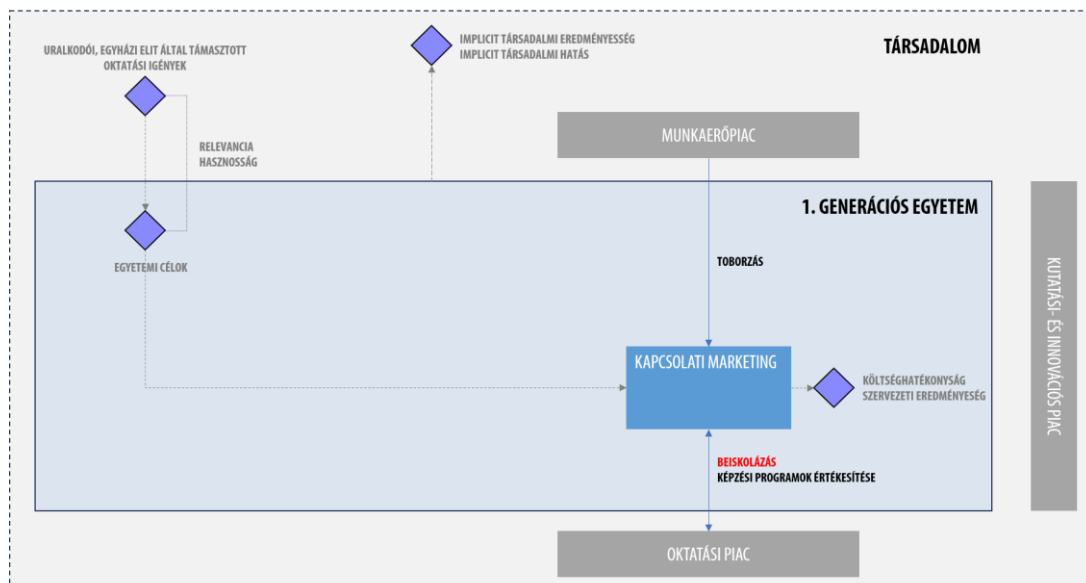 URALKODÓI, EGYHÁZI ELIT ÁLTAL TÁMASZTOTT
OKTATÁSI IGÉNYEK
IMPLICIT TÁRSADALMI EREDMÉNYESSÉG
IMPLICIT TÁRSADALMI HATÁS
TÁRSADALOM
MUNKAERŐPIAC
RELEVANCIA
HASZNOSSÁG
1. GENERÁCIÓS EGYETEM
EGYETEMI CÉLOK
TOBORZÁS
KUTATÁSI- ÉS INNOVÁCIÓS PIAC
KAPCSOLATI MARKETING
KÖLTSÉGHATÉKONYSÁG
SZERVEZETI EREDMÉNYESÉG
BEISKOLÁZÁS
KÉPZÉSI PROGRAMOK ÉRTÉKESÍTÉSE
OKTATÁSI PIAC